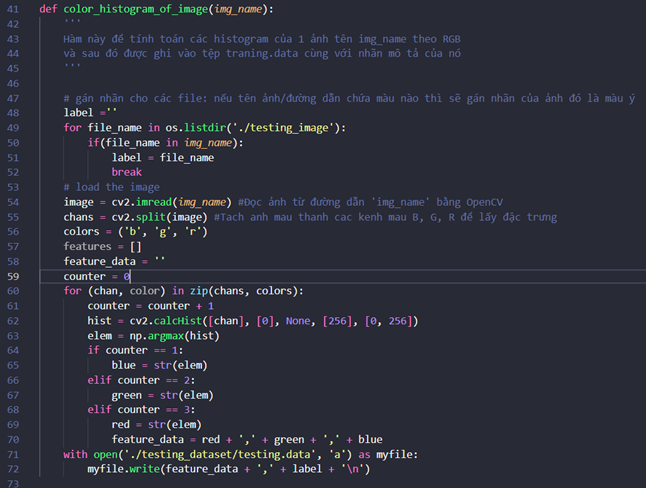 41 def color_histogram_of_image(img_name):
42 '''
43 Hàm này để tính toán các histogram của 1 ảnh tên img_name theo RGB
44 và sau đó được ghi vào tệp traning.data cùng với nhãn mô tả của nó
45 '''
46
47 # gán nhãn cho các file: nếu tên ảnh/đường dẫn chứa màu nào thì sẽ gán nhãn của ảnh đó là màu ý
48 label =''
49 for file_name in os.listdir('./testing_image'):
50 if(file_name in img_name):
51 label = file_name
52 break
53 # load the image
54 image = cv2.imread(img_name) #Đọc ảnh từ đường dẫn 'img_name' bằng OpenCV
55 chans = cv2.split(image) #Tach anh mau thanh cac kenh mau B, G, R để lấy đặc trưng
56 colors = ('b', 'g', 'r')
57 features = []
58 feature_data = ''
59 counter = 0
60 for (chan, color) in zip(chans, colors):
61 counter = counter + 1
62 hist = cv2.calcHist([chan], [0], None, [256], [0, 256])
63 elem = np.argmax(hist)
64 if counter == 1:
65 blue = str(elem)
66 elif counter == 2:
67 green = str(elem)
68 elif counter == 3:
69 red = str(elem)
70 feature_data = red + ',' + green + ',' + blue
71 with open('./testing_dataset/testing.data', 'a') as myfile:
72 myfile.write(feature_data + ',' + label + '\n')
73